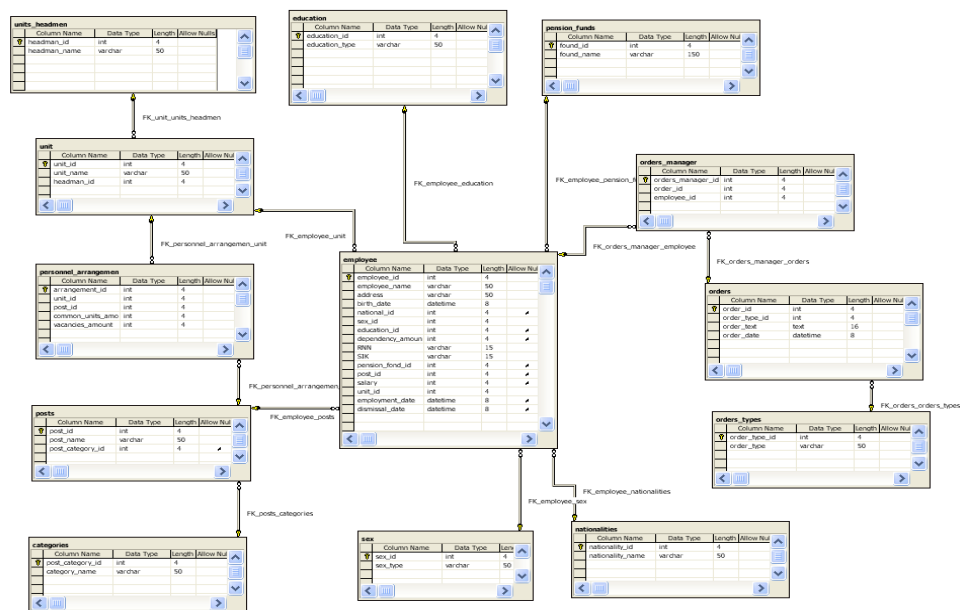 units_headmen
Column Name Data Type Length Allow Nulls
headman_id int 4
headman_name varchar 50
education
Column Name Data Type Length Allow Nul
education_id int 4
education_type varchar 50
pension_funds
Column Name Data Type Length Allow Nul
found_id int 4
found_name varchar 150
FK_unit_units_headmen
unit
Column Name Data Type Length Allow Nul
unit_id int 4
unit_name varchar 50
headman_id int 4
FK_employee_education
FK_employee_pension_f
orders_manager
Column Name Data Type Length Allow Nul
orders_manager_id int 4
order_id int 4
employee_id int 4
FK_employee_unit
FK_personnel_arrangemen_unit
FK_orders_manager_employee
FK_orders_manager_orders
personnel_arrangemen
Column Name Data Type Length Allow Nul
arrangement_id int 4
unit_id int 4
post_id int 4
common_units_amo int 4
vacancies_amount int 4
employee
Column Name Data Type Length Allow Nul
employee_id int 4
employee_name varchar 50
address varchar 50
birth_date datetime 8
national_id int 4
sex_id int 4
education_id int 4
dependency_amoun int 4
RNN varchar 15
SIK varchar 15
pension_fond_id int 4
post_id int 4
salary int 4
unit_id int 4
employment_date datetime 8
dismissal_date datetime 8
orders
Column Name Data Type Length Allow Nul
order_id int 4
order_type_id int 4
order_text text 16
order_date datetime 8
FK_personnel_arrangemen
FK_employee_posts
FK_orders_orders_types
posts
Column Name Data Type Length Allow Nul
post_id int 4
post_name varchar 50
post_category_id int 4
orders_types
Column Name Data Type Length Allow Nul
order_type_id int 4
order_type varchar 50
FK_posts_categories
FK_employee_sex
FK_employee_nationalities
categories
Column Name Data Type Length Allow Nul
post_category_id int 4
category_name varchar 50
sex
Column Name Data Type Len
sex_id int 4
sex_type varchar 50
nationalities
Column Name Data Type Length Allow Nul
nationality_id int 4
nationality_name varchar 50